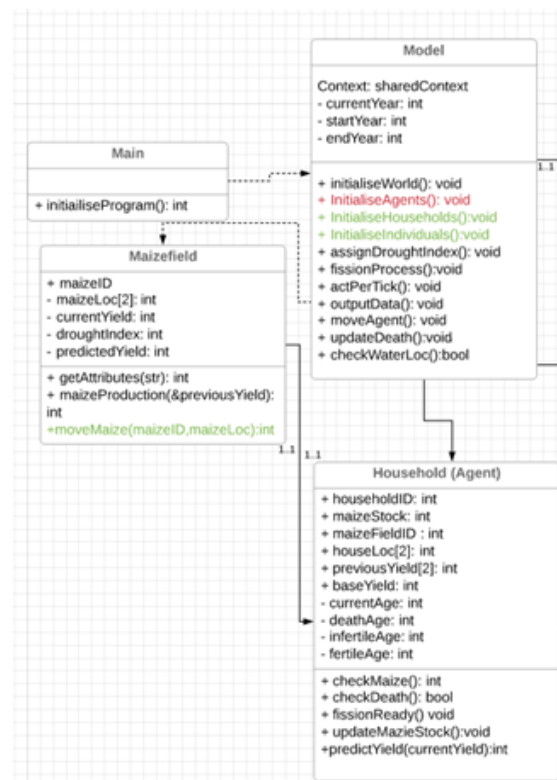 Model
Context: sharedContext
- currentYear: int
- startYear: int
- endYear: int
+ initialiseWorld(): void
+ InitialiseAgents(): void
+ InitialiseHouseholds():void
+ InitialiseIndividuals():void
+ assignDroughtIndex(): void
+ fissionProcess():void
+ actPerTick(): void
+ outputData(): void
+ moveAgent(): void
+ updateDeath():void
+ checkWaterLoc():bool
1..1
Main
+ initiailiseProgram(): int
Maizefield
+ maizeID
- maizeLoc[2]: int
- currentYield: int
- droughtIndex: int
- predictedYield: int
+ getAttributes(str): int
+ maizeProduction(&previousYield):
int
+moveMaize(maizeID,maizeLoc):int
1..1
1..1
Household (Agent)
+ householdID: int
+ maizeStock: int
+ maizeFieldID : int
+ houseLoc[2]: int
+ previousYield[2]: int
+ baseYield: int
- currentAge: int
- deathAge: int
- infertileAge: int
- fertileAge: int
+ checkMaize(): int
+ checkDeath(): bool
+ fissionReady() void
+ updateMazieStock():void
+predictYield(currentYield):int